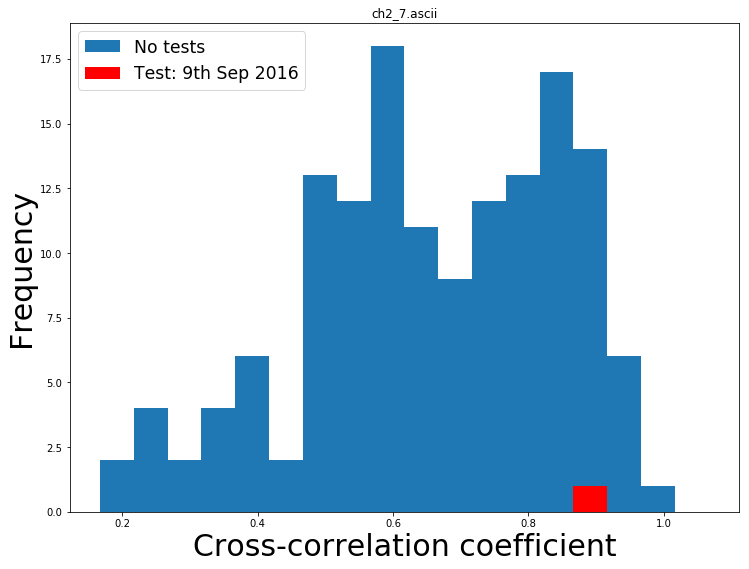 ch2_7.ascii
No tests
Test: 9th Sep 2016
Frequency
17.5
15.0
12.5
10.0
7.5
5.0
2.5
0.0
0.2 0.4 0.6 0.8 1.0
Cross-correlation coefficient